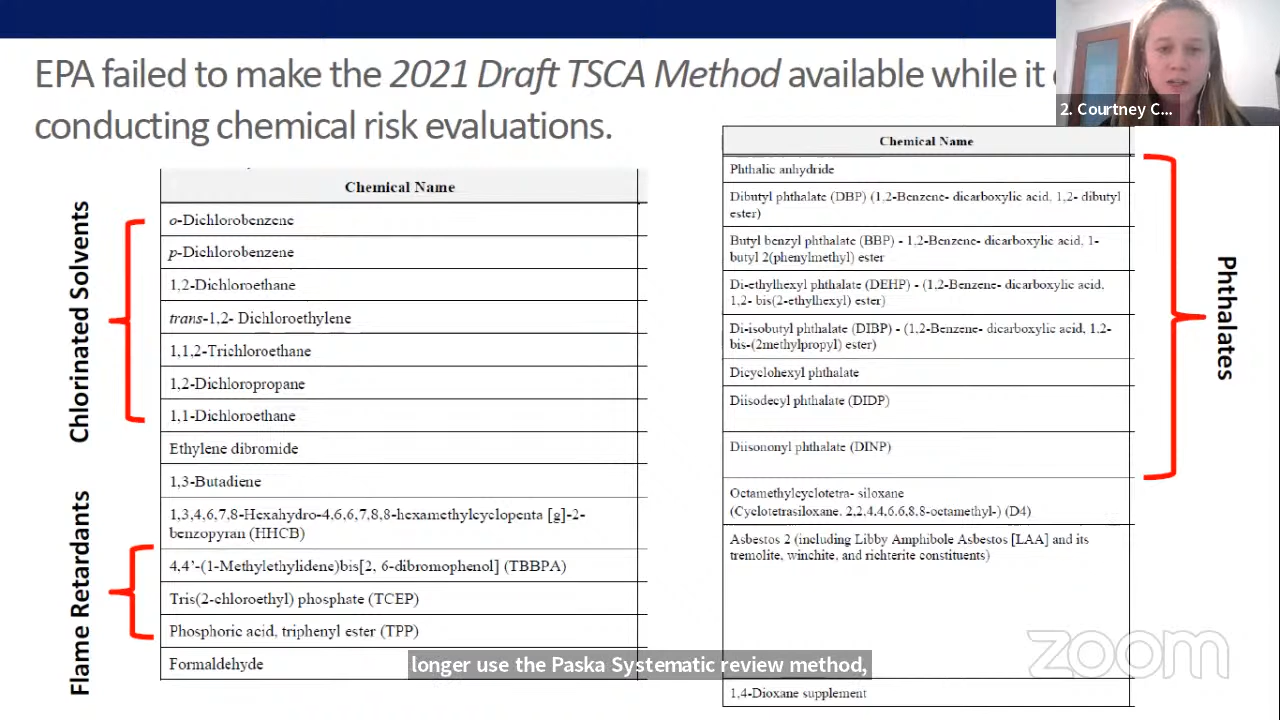 EPA failed to make the 2021 Draft TSCA Method available while it
conducting chemical risk evaluations.
2. Courtney C...
Chlorinated Solvents
Flame Retardants
Chemical Name
o-Dichlorobenzene
p-Dichlorobenzene
1,2-Dichloroethane
trans-1,2- Dichloroethylene
1,1,2-Trichloroethane
1,2-Dichloropropane
1,1-Dichloroethane
Ethylene dibromide
1,3-Butadiene
1,3,4,6,7,8-Hexahydro-4,6,6,7,8,8-hexamethylcyclopenta [g]-2-
benzopyran (HHCB)
4,4’-(1-Methylethylidene)bis[2, 6-dibromophenol] (TBBPA)
Tris(2-chloroethyl) phosphate (TCEP)
Phosphoric acid, triphenyl ester (TPP)
Formaldehyde
Chemical Name
Phthalic anhydride
Dibutyl phthalate (DBP) (1,2-Benzene- dicarboxylic acid, 1,2- dibutyl
ester)
Butyl benzyl phthalate (BBP) - 1,2-Benzene- dicarboxylic acid, 1-
butyl 2(phenylmethyl) ester
Di-ethylhexyl phthalate (DEHP) - (1,2-Benzene- dicarboxylic acid,
1,2- bis(2-ethylhexyl) ester)
Di-isobutyl phthalate (DIBP) - (1,2-Benzene- dicarboxylic acid, 1,2-
bis-(2methylpropyl) ester)
Dicyclohexyl phthalate
Diisodecyl phthalate (DIDP)
Diisononyl phthalate (DINP)
Octamethylcyclotetra- siloxane
(Cyclotetrasiloxane, 2,2,4,4,6,6,8,8-octamethyl-) (D4)
Asbestos 2 (including Libby Amphibole Asbestos [LAA] and its
tremolite, winchite, and richterite constituents)
1,4-Dioxane supplement
Phthalates
longer use the Paska Systematic review method,
zoom